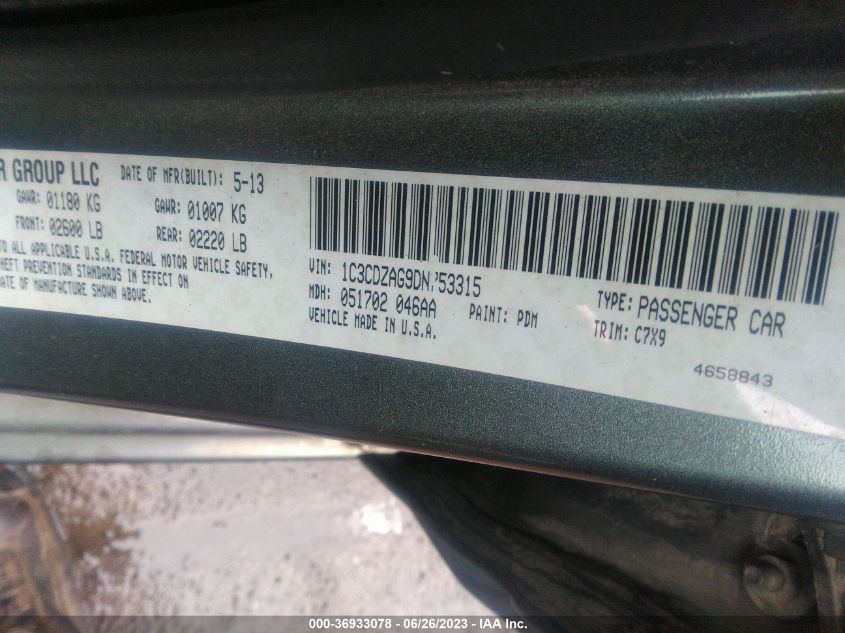 R GROUP LLC DATE OF MFR(BUILT): 5-13
GAWR: 01180 KG GAWR: 01007 KG
FRONT: 02600 LB REAR: 02220 LB
TO ALL APPLICABLE U.S.A. FEDERAL MOTOR VEHICLE SAFETY,
HEFT PREVENTION STANDARDS IN EFFECT ON
DATE OF MANUFACTURE SHOWN ABOVE.
VIN: TYPE: PASSENGER CAR
MDH: 051702 046AA PAINT: PDM TRIM: C7X9
VEHICLE MADE IN U.S.A.
4658843
000-36933078 / 06/26/2023 - IAA Inc.